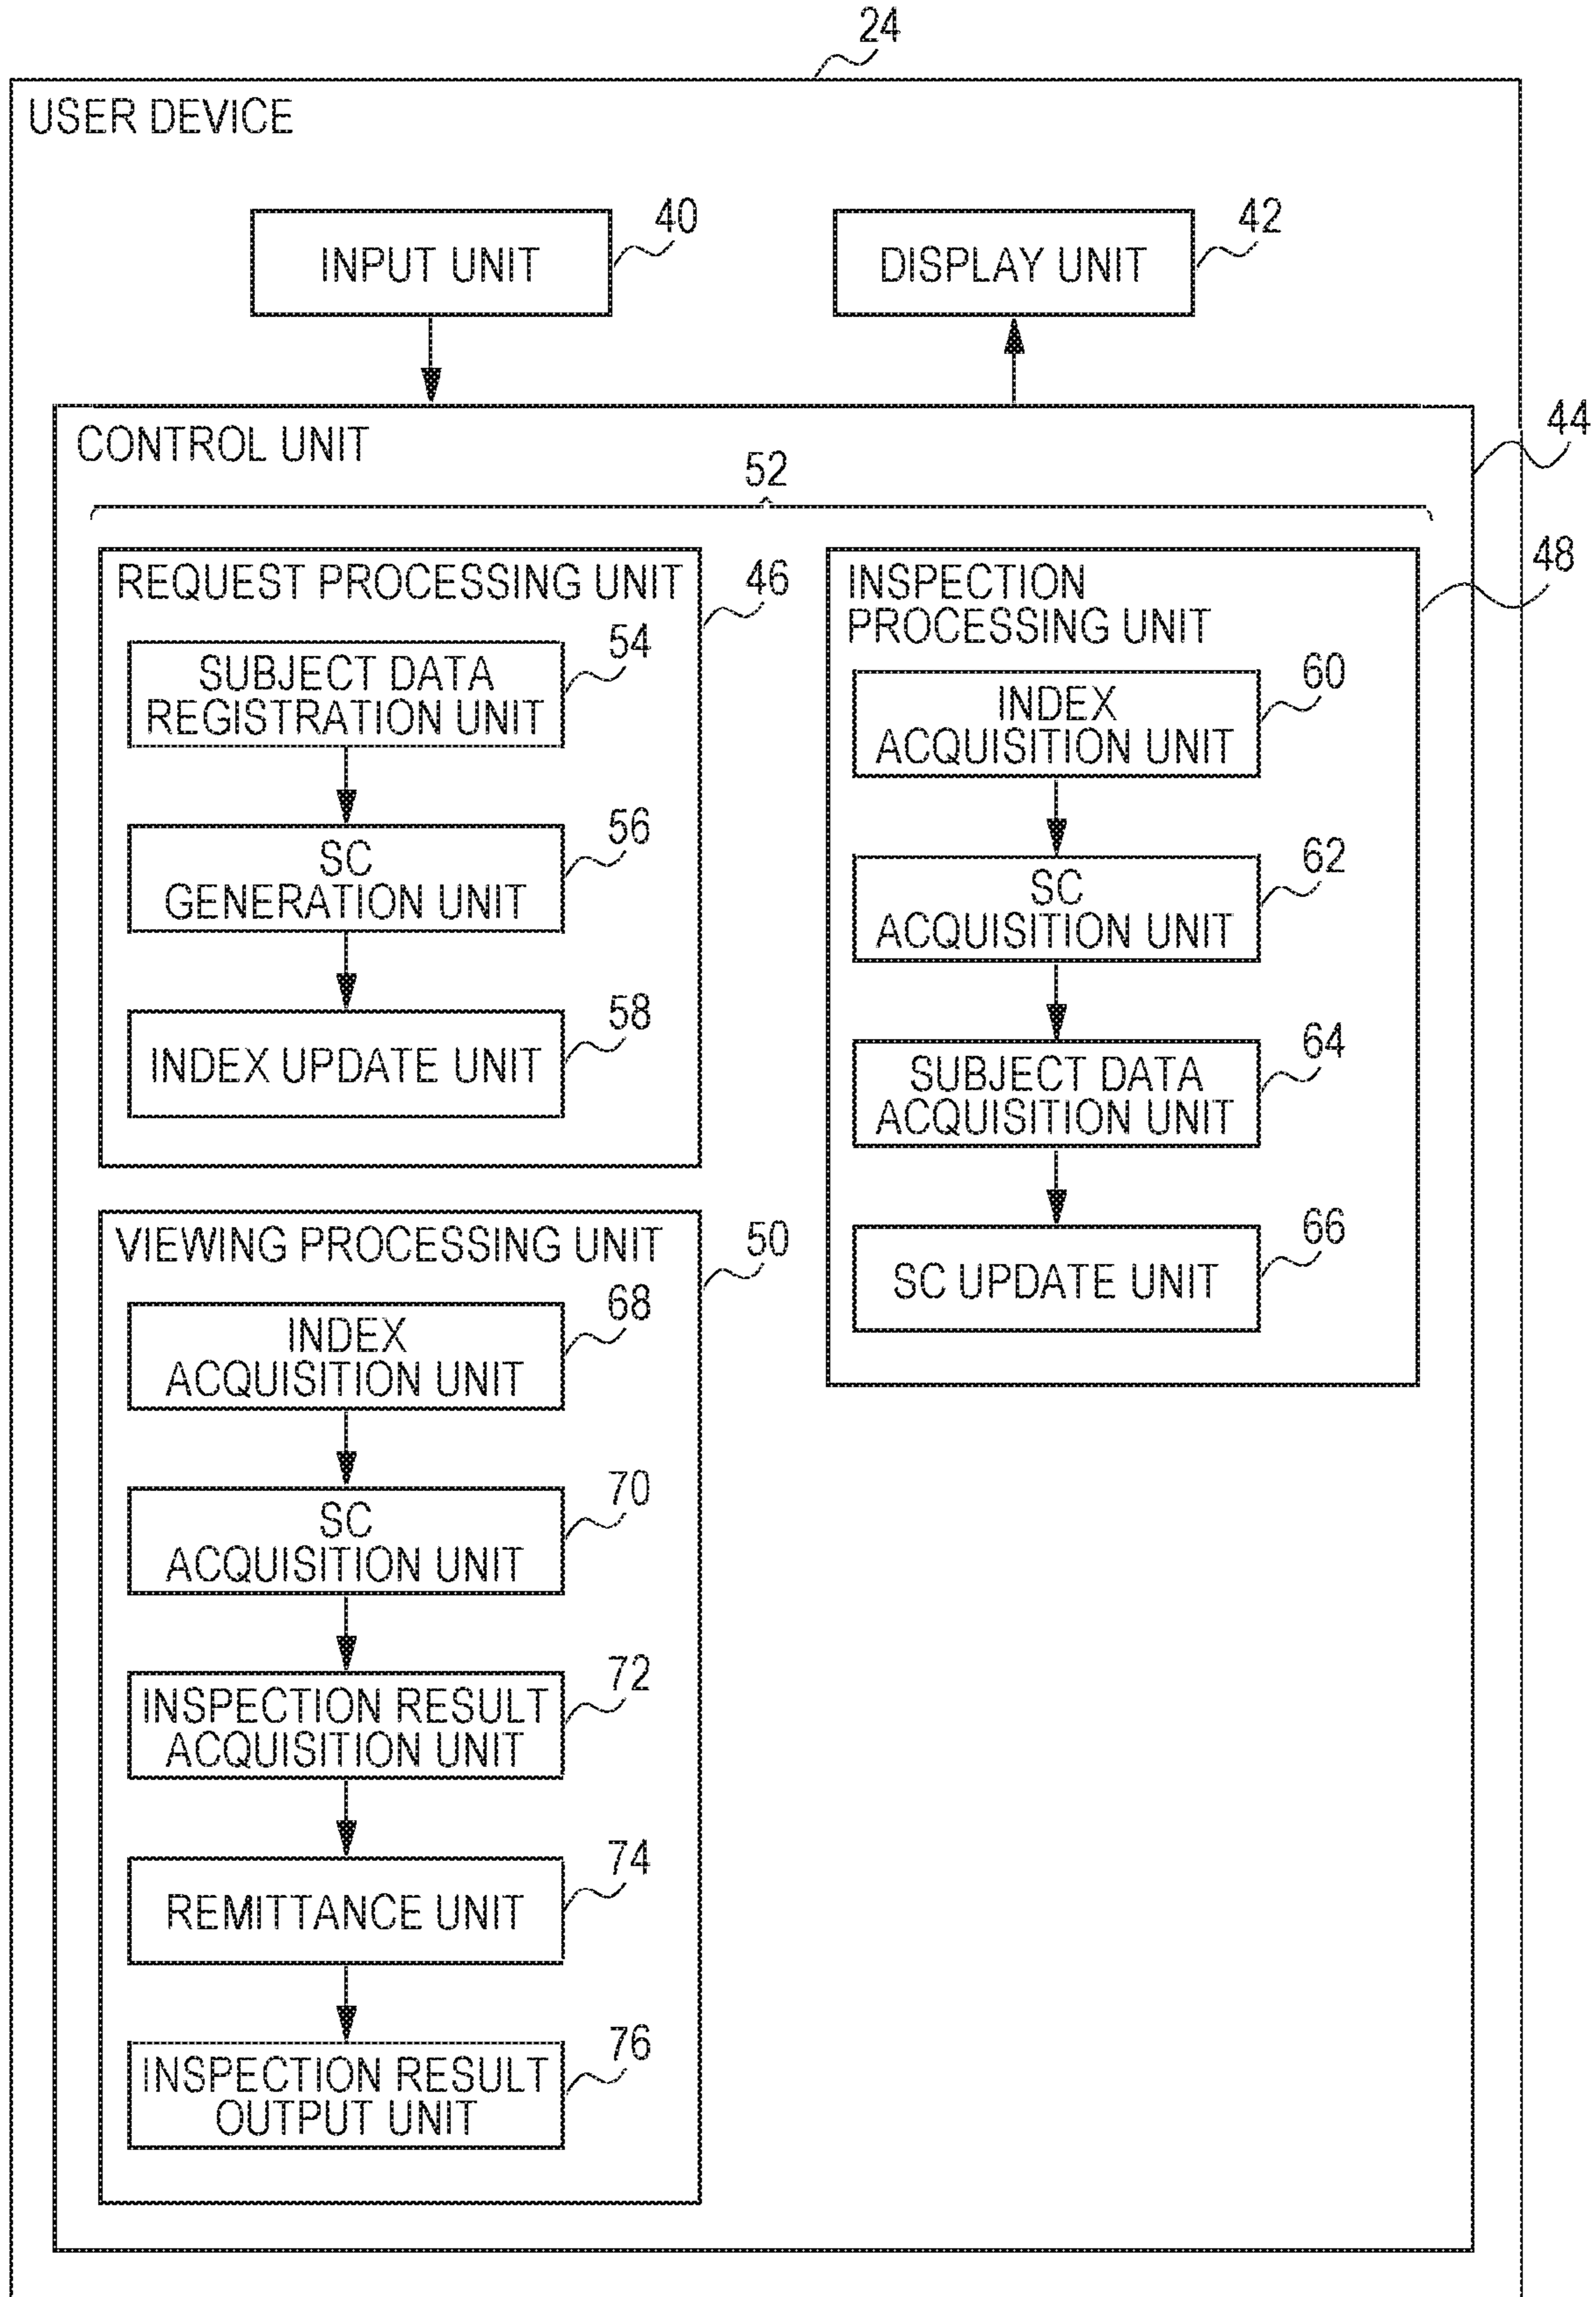 24
USER DEVICE
40
INPUT UNIT
42
DISPLAY UNIT
44
CONTROL UNIT
52
REQUEST PROCESSING UNIT
46
54
SUBJECT DATA
REGISTRATION UNIT
56
SC
GENERATION UNIT
58
INDEX UPDATE UNIT
48
INSPECTION
PROCESSING UNIT
60
INDEX
ACQUISITION UNIT
62
SC
ACQUISITION UNIT
64
SUBJECT DATA
ACQUISITION UNIT
66
SC UPDATE UNIT
VIEWING PROCESSING UNIT
50
68
INDEX
ACQUISITION UNIT
70
SC
ACQUISITION UNIT
72
INSPECTION RESULT
ACQUISITION UNIT
74
REMITTANCE UNIT
76
INSPECTION RESULT
OUTPUT UNIT